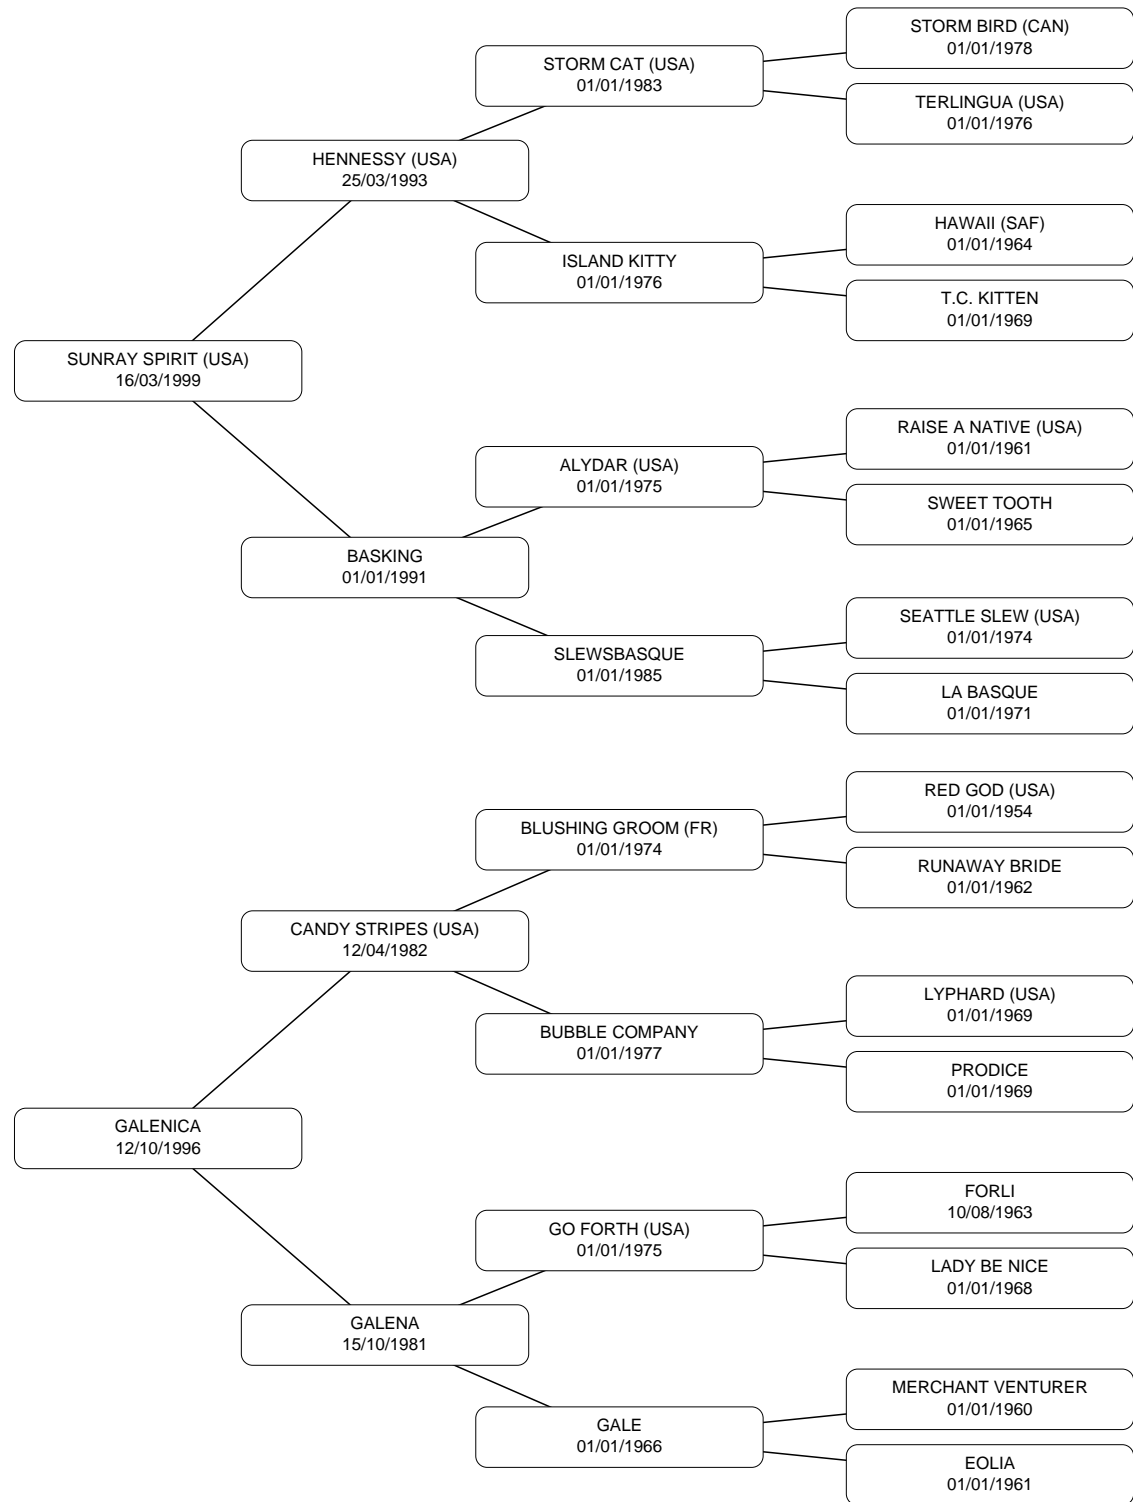 STORM BIRD (CAN)
01/01/1978
STORM CAT (USA)
01/01/1983
TERLINGUA (USA)
01/01/1976
HENNESSY (USA)
25/03/1993
HAWAII (SAF)
01/01/1964
ISLAND KITTY
01/01/1976
T.C. KITTEN
01/01/1969
SUNRAY SPIRIT (USA)
16/03/1999
RAISE A NATIVE (USA)
01/01/1961
ALYDAR (USA)
01/01/1975
SWEET TOOTH
01/01/1965
BASKING
01/01/1991
SEATTLE SLEW (USA)
01/01/1974
SLEWSBASQUE
01/01/1985
LA BASQUE
01/01/1971
RED GOD (USA)
01/01/1954
BLUSHING GROOM (FR)
01/01/1974
RUNAWAY BRIDE
01/01/1962
CANDY STRIPES (USA)
12/04/1982
LYPHARD (USA)
01/01/1969
BUBBLE COMPANY
01/01/1977
PRODICE
01/01/1969
GALENICA
12/10/1996
FORLI
10/08/1963
GO FORTH (USA)
01/01/1975
LADY BE NICE
01/01/1968
GALENA
15/10/1981
MERCHANT VENTURER
01/01/1960
GALE
01/01/1966
EOLIA
01/01/1961